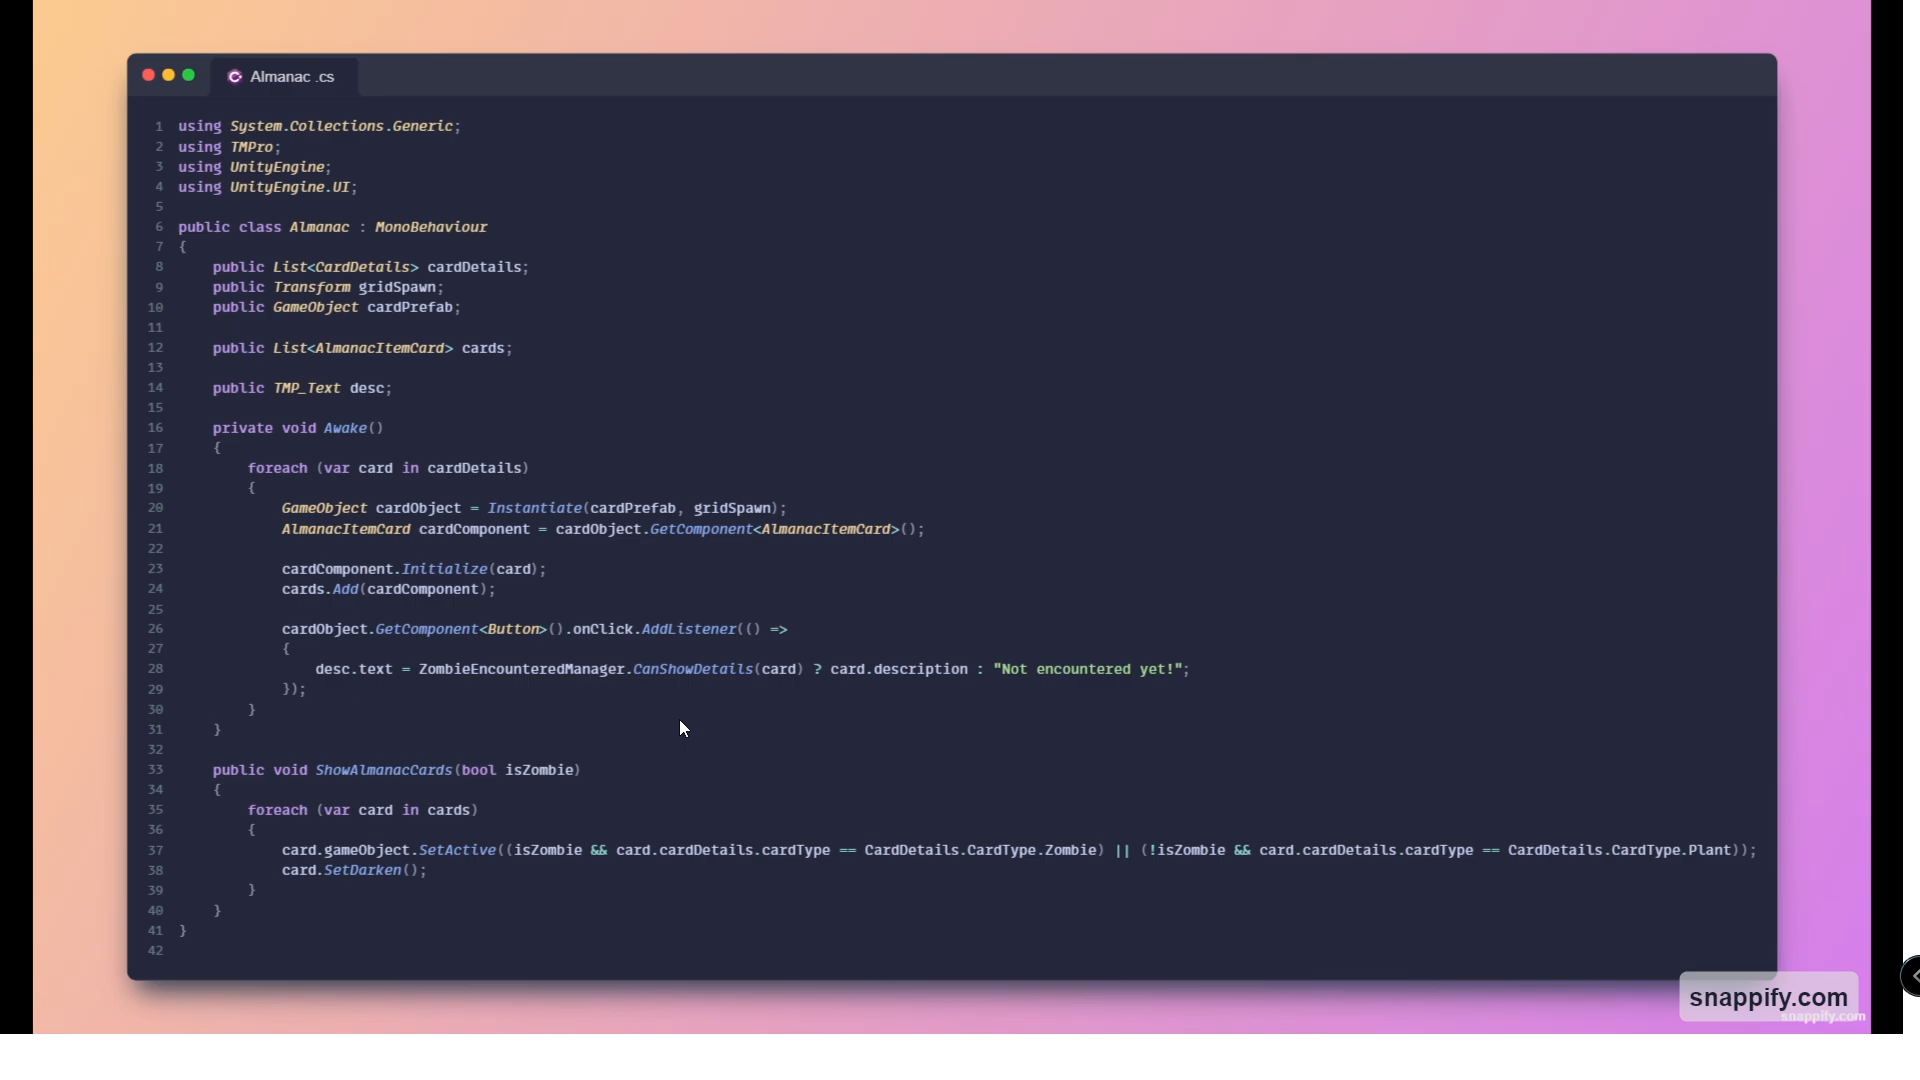 Almanac .cs
1 using System.Collections.Generic;
2 using TMPro;
3 using UnityEngine;
4 using UnityEngine.UI;
5
6 public class Almanac : MonoBehaviour
7 {
8     public List<CardDetails> cardDetails;
9     public Transform gridSpawn;
10     public GameObject cardPrefab;
11
12     public List<AlmanacItemCard> cards;
13
14     public TMP_Text desc;
15
16     private void Awake()
17     {
18         foreach (var card in cardDetails)
19         {
20             GameObject cardObject = Instantiate(cardPrefab, gridSpawn);
21             AlmanacItemCard cardComponent = cardObject.GetComponent<AlmanacItemCard>();
22
23             cardComponent.Initialize(card);
24             cards.Add(cardComponent);
25
26             cardObject.GetComponent<Button>().onClick.AddListener(() =>
27             {
28                 desc.text = ZombieEncounteredManager.CanShowDetails(card) ? card.description : "Not encountered yet!";
29             });
30         }
31     }
32
33     public void ShowAlmanacCards(bool isZombie)
34     {
35         foreach (var card in cards)
36         {
37             card.gameObject.SetActive((isZombie && card.cardDetails.cardType == CardDetails.CardType.Zombie) || (!isZombie && card.cardDetails.cardType == CardDetails.CardType.Plant));
38             card.SetDarken();
39         }
40     }
41 }
42
snappify.com
snappify.com